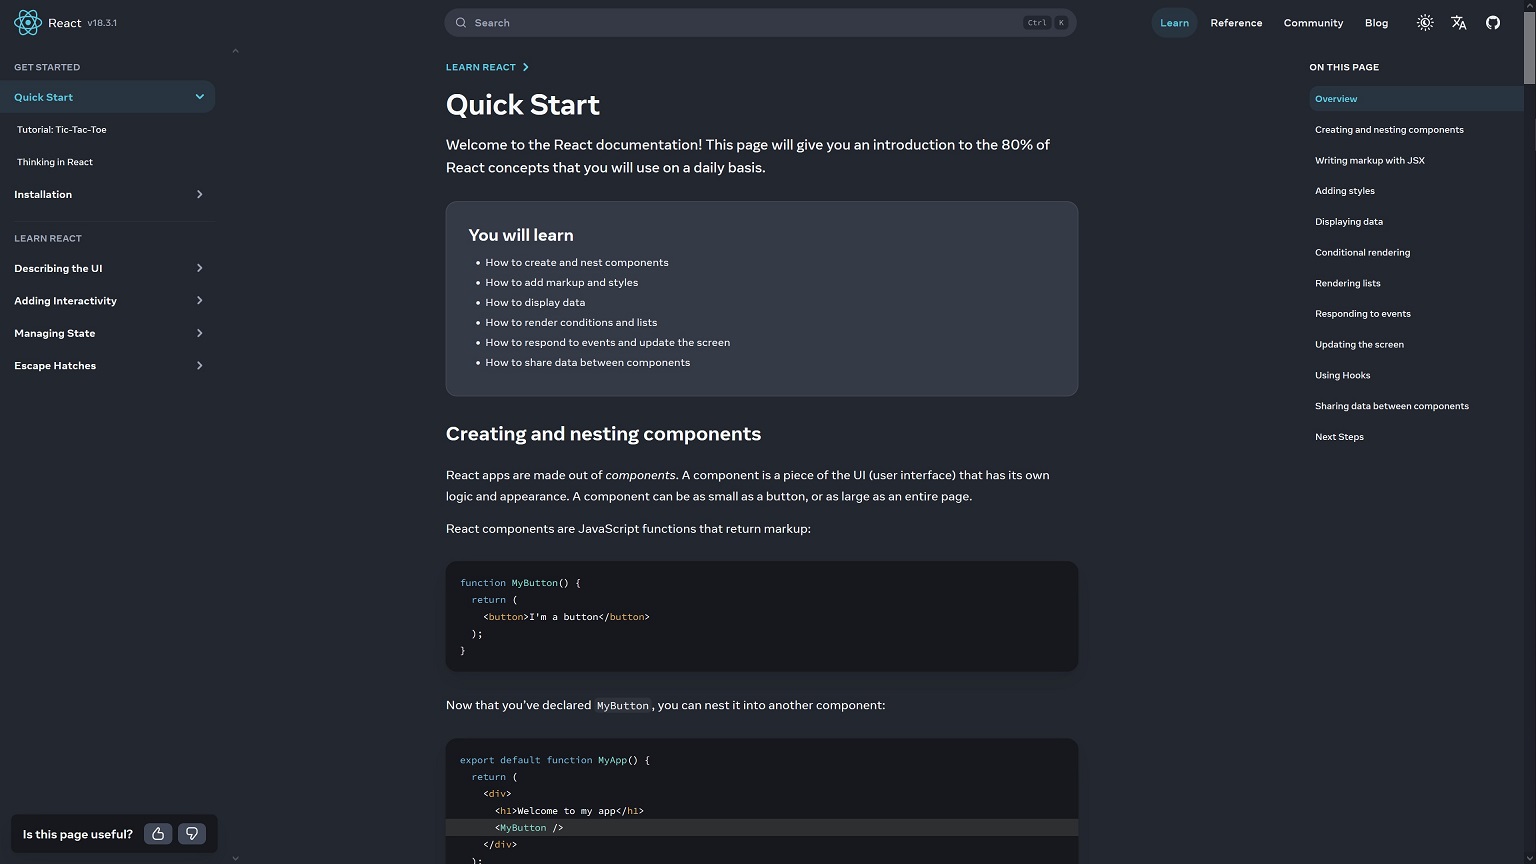 React v18.3.1
Search
Ctrl K
Learn
Reference
Community
Blog
GET STARTED
Quick Start
Tutorial: Tic-Tac-Toe
Thinking in React
Installation
LEARN REACT
Describing the UI
Adding Interactivity
Managing State
Escape Hatches
Is this page useful?
LEARN REACT
Quick Start
Welcome to the React documentation! This page will give you an introduction to the 80% of
React concepts that you will use on a daily basis.
You will learn
• How to create and nest components
• How to add markup and styles
• How to display data
• How to render conditions and lists
• How to respond to events and update the screen
• How to share data between components
Creating and nesting components
React apps are made out of components. A component is a piece of the UI (user interface) that has its own
logic and appearance. A component can be as small as a button, or as large as an entire page.
React components are JavaScript functions that return markup:
function MyButton() {
  return (
    <button>I'm a button</button>
  );
}
Now that you’ve declared MyButton, you can nest it into another component:
export default function MyApp() {
  return (
    <div>
      <h1>Welcome to my app</h1>
      <MyButton />
    </div>
  );
ON THIS PAGE
Overview
Creating and nesting components
Writing markup with JSX
Adding styles
Displaying data
Conditional rendering
Rendering lists
Responding to events
Updating the screen
Using Hooks
Sharing data between components
Next Steps